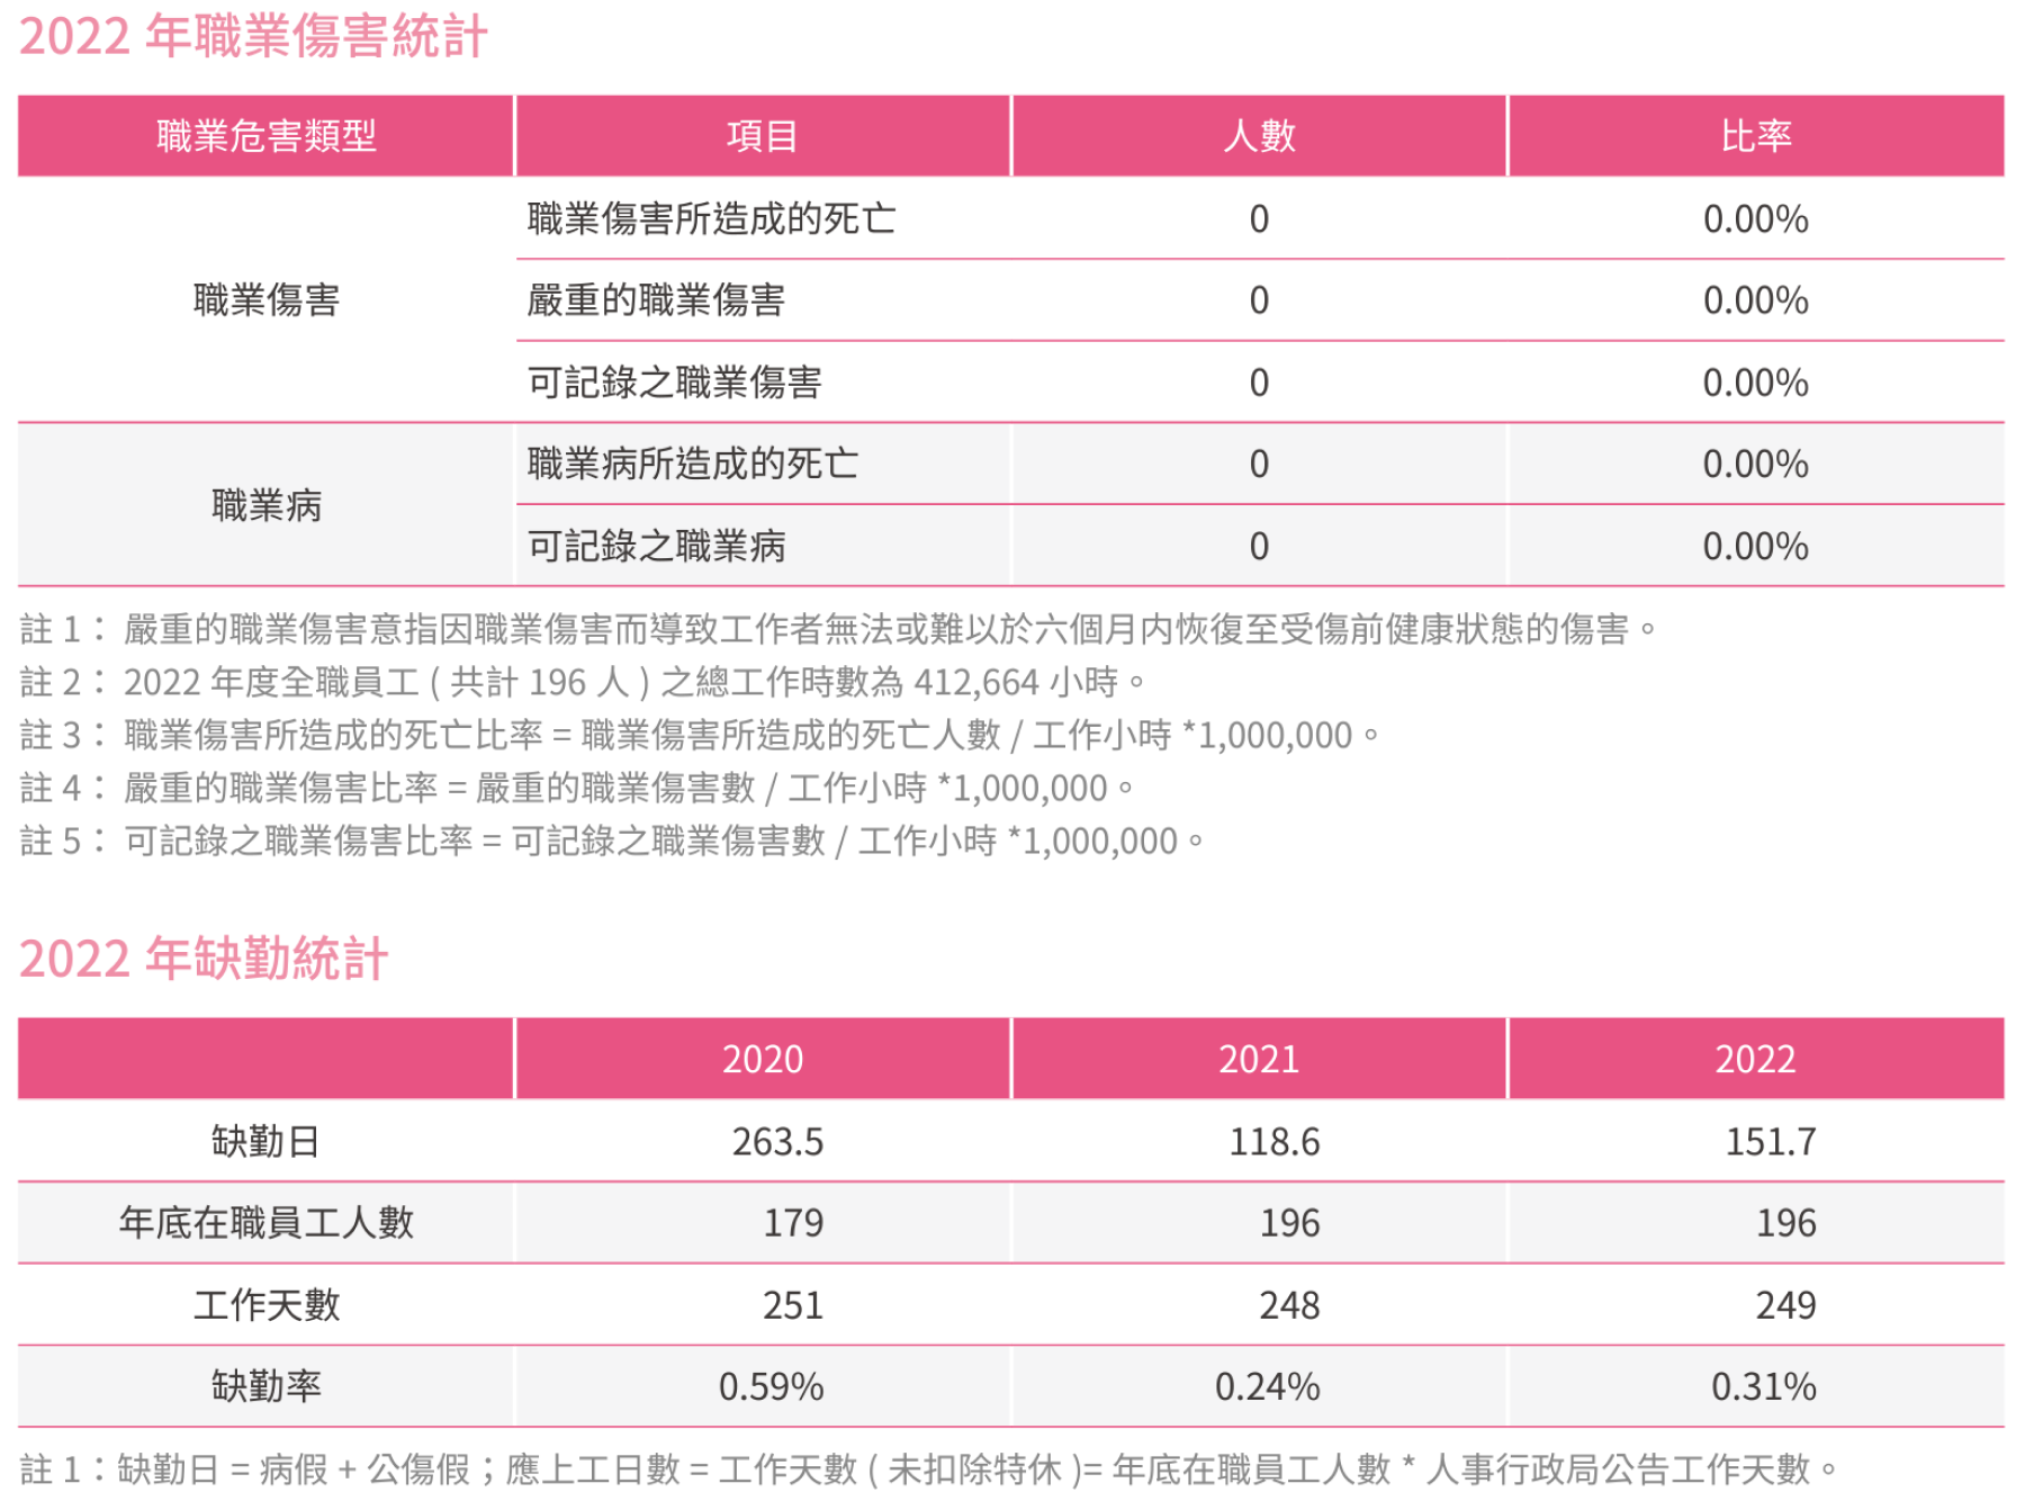 2022 年職業傷害統計
職業危害類型 項目 人數 比率
職業傷害所造成的死亡 0 0.00%
職業傷害 嚴重的職業傷害 0 0.00%
可記錄之職業傷害 0 0.00%
職業病所造成的死亡 0 0.00%
職業病
可記錄之職業病 0 0.00%
註 1： 嚴重的職業傷害意指因職業傷害而導致工作者無法或難以於六個月內恢復至受傷前健康狀態的傷害。
註 2： 2022 年度全職員工 ( 共計 196 人 ) 之總工作時數為 412,664 小時。
註 3： 職業傷害所造成的死亡比率 = 職業傷害所造成的死亡人數 / 工作小時 *1,000,000。
註 4： 嚴重的職業傷害比率 = 嚴重的職業傷害數 / 工作小時 *1,000,000。
註 5： 可記錄之職業傷害比率 = 可記錄之職業傷害數 / 工作小時 *1,000,000。
2022 年缺勤統計
2020 2021 2022
缺勤日 263.5 118.6 151.7
年底在職員工人數 179 196 196
工作天數 251 248 249
缺勤率 0.59% 0.24% 0.31%
註 1：缺勤日 = 病假 + 公傷假；應上工日數 = 工作天數 ( 未扣除特休 )= 年底在職員工人數 * 人事行政局公告工作天數。